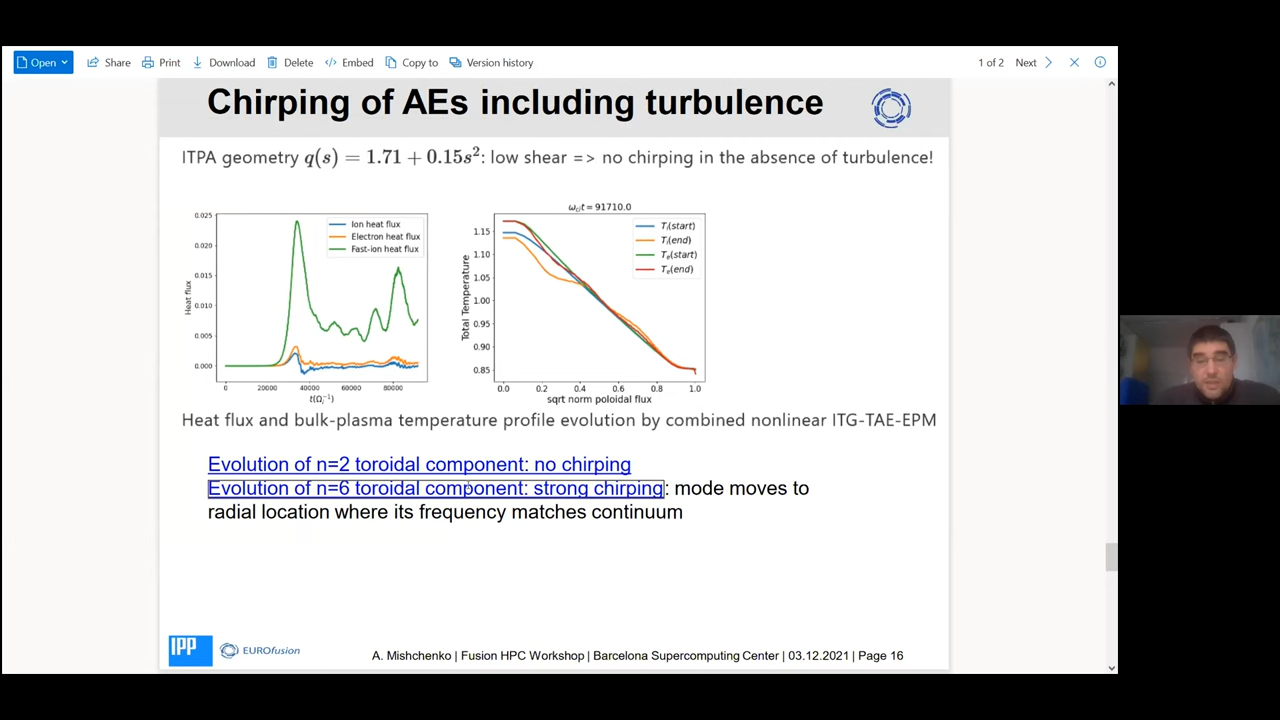 Open Share Print Download Delete Embed Copy to Version history 1 of 2 Next
Chirping of AEs including turbulence
ITPA geometry q(s) = 1.71 + 0.15s²: low shear => no chirping in the absence of turbulence!
0.025
0.020
0.015
0.010
0.005
0.000
Heat flux
Ion heat flux
Electron heat flux
Fast-ion heat flux
0 20000 40000 60000 80000
t(Ω_i⁻¹)
ω_ci t = 91710.0
1.15
1.10
1.05
1.00
0.95
0.90
0.85
Total Temperature
T_i(start)
T_i(end)
T_e(start)
T_e(end)
0.0 0.2 0.4 0.6 0.8 1.0
sqrt norm poloidal flux
Heat flux and bulk-plasma temperature profile evolution by combined nonlinear ITG-TAE-EPM
Evolution of n=2 toroidal component: no chirping
Evolution of n=6 toroidal component: strong chirping: mode moves to
radial location where its frequency matches continuum
IPP EUROfusion
A. Mishchenko | Fusion HPC Workshop | Barcelona Supercomputing Center | 03.12.2021 | Page 16